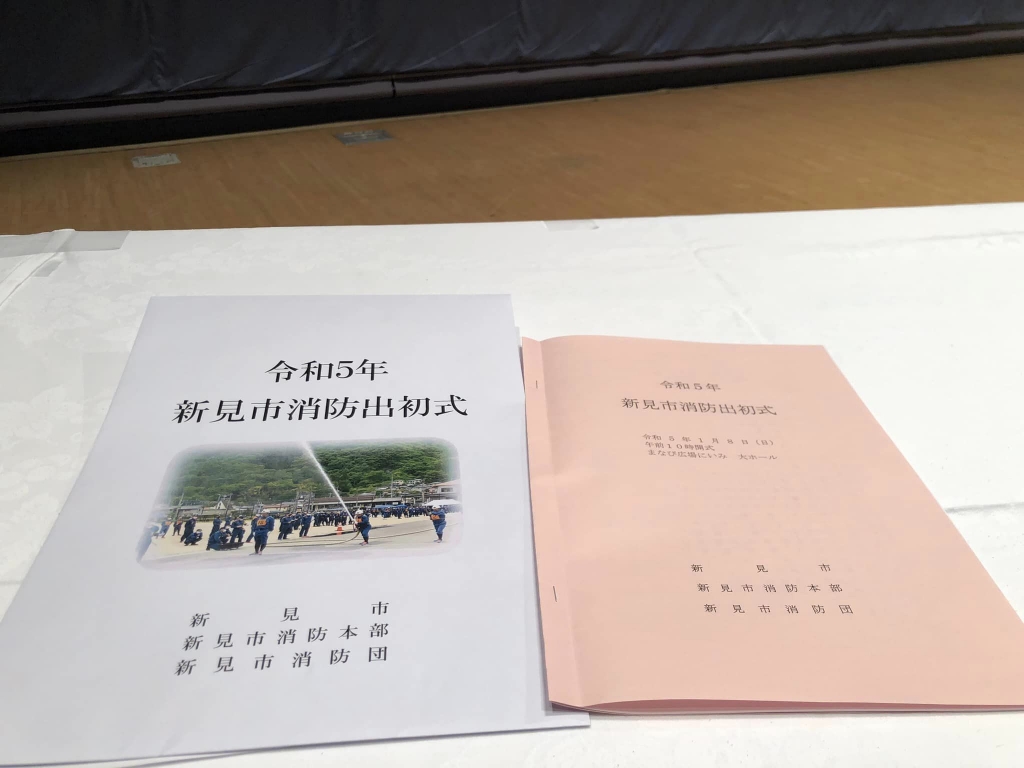 令和5年
新見市消防出初式
新見市
新見市消防本部
新見市消防団
令和5年
新見市消防出初式
令和5年1月8日(日)
午前10時開式
まなび広場にいみ 大ホール
新見市
新見市消防本部
新見市消防団